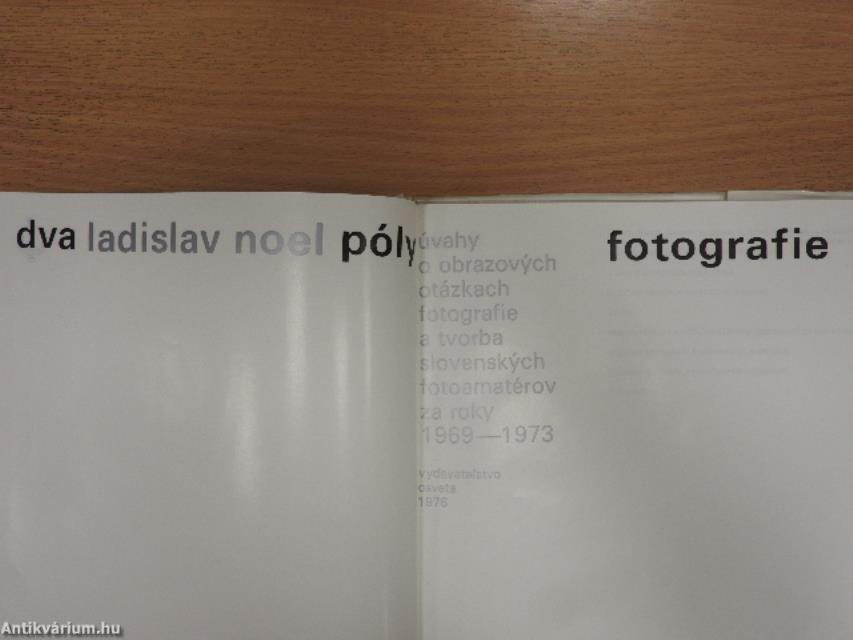 dva ladislav noel póly fotografie
úvahy
o obrazových
otázkach
fotografie
a tvorba
slovenských
fotoamatérov
za roky
1969—1973
vydavateľstvo
osveta
1976
Antikvárium.hu